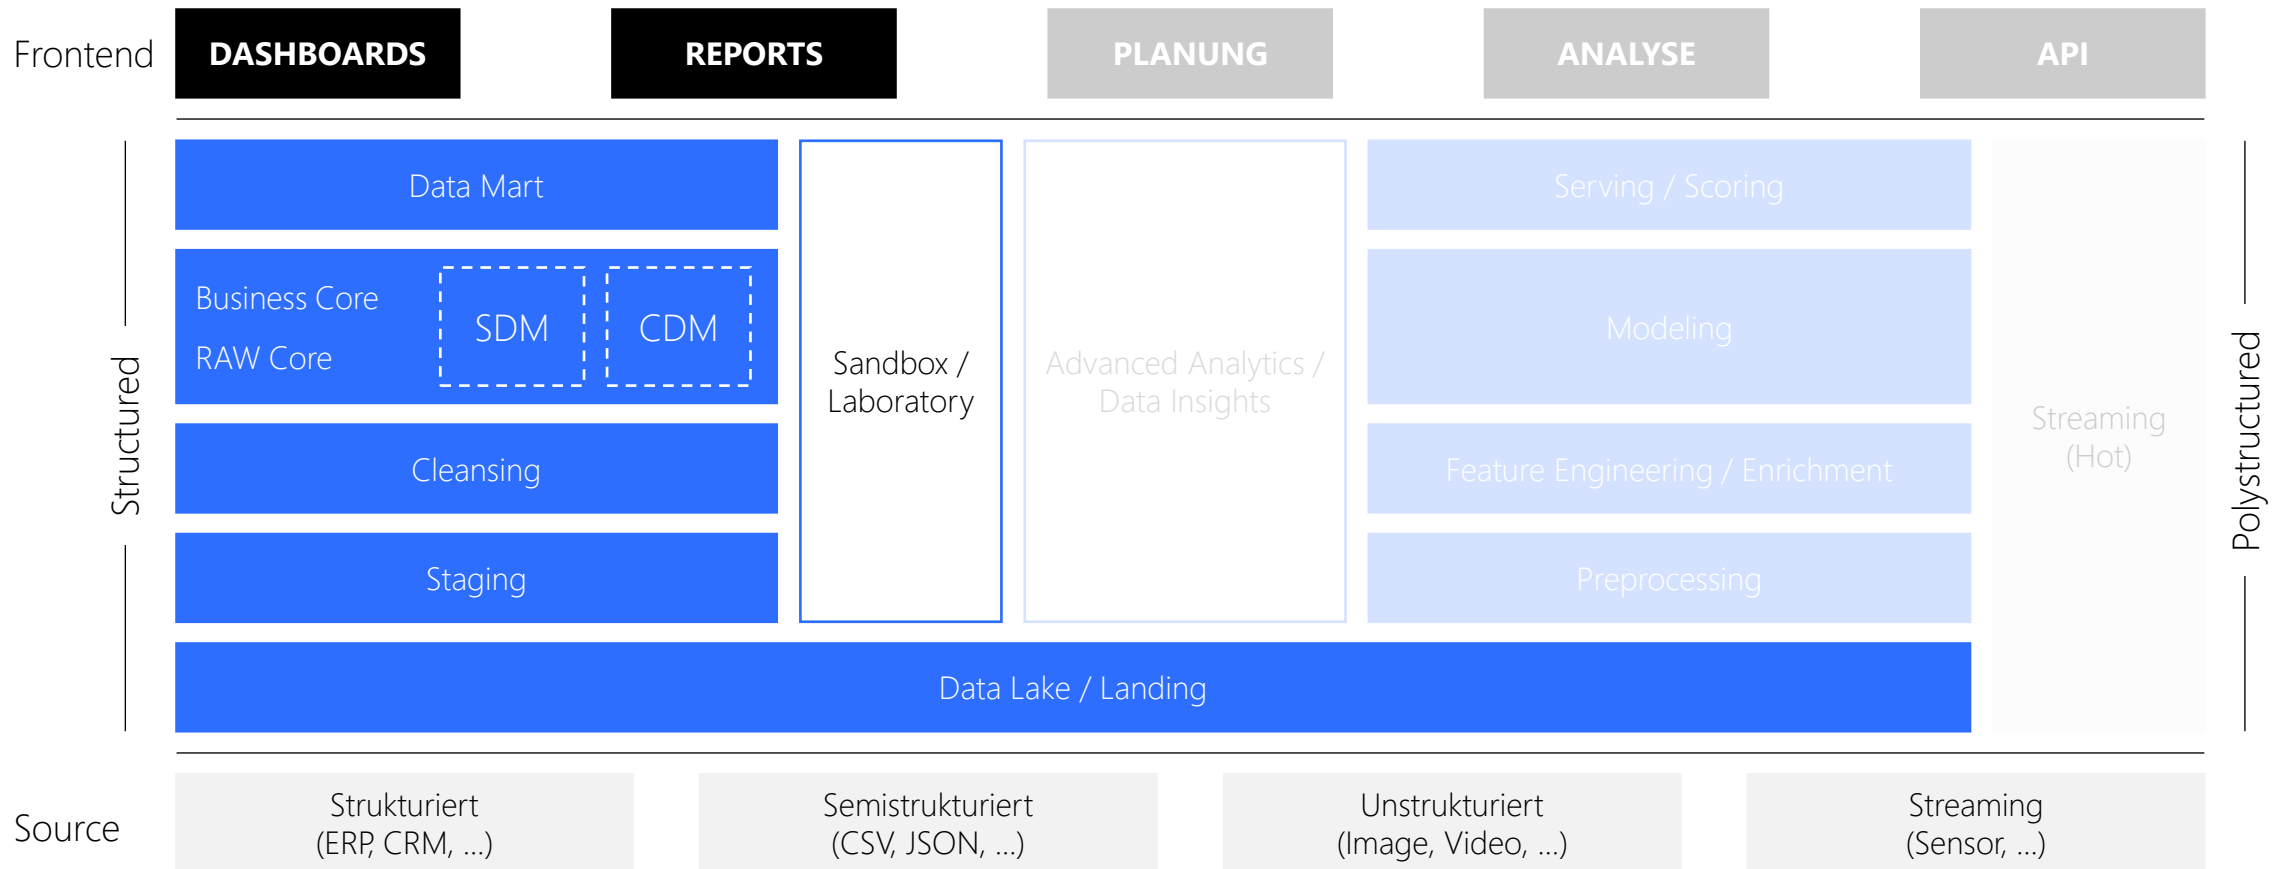 Frontend
DASHBOARDS
REPORTS
PLANUNG
ANALYSE
API
Structured
Data Mart
Business Core
RAW Core
SDM
CDM
Cleansing
Staging
Sandbox /
Laboratory
Advanced Analytics /
Data Insights
Serving / Scoring
Modeling
Feature Engineering / Enrichment
Preprocessing
Streaming
(Hot)
Polystructured
Data Lake / Landing
Source
Strukturiert
(ERP, CRM, ...)
Semistrukturiert
(CSV, JSON, ...)
Unstrukturiert
(Image, Video, ...)
Streaming
(Sensor, ...)